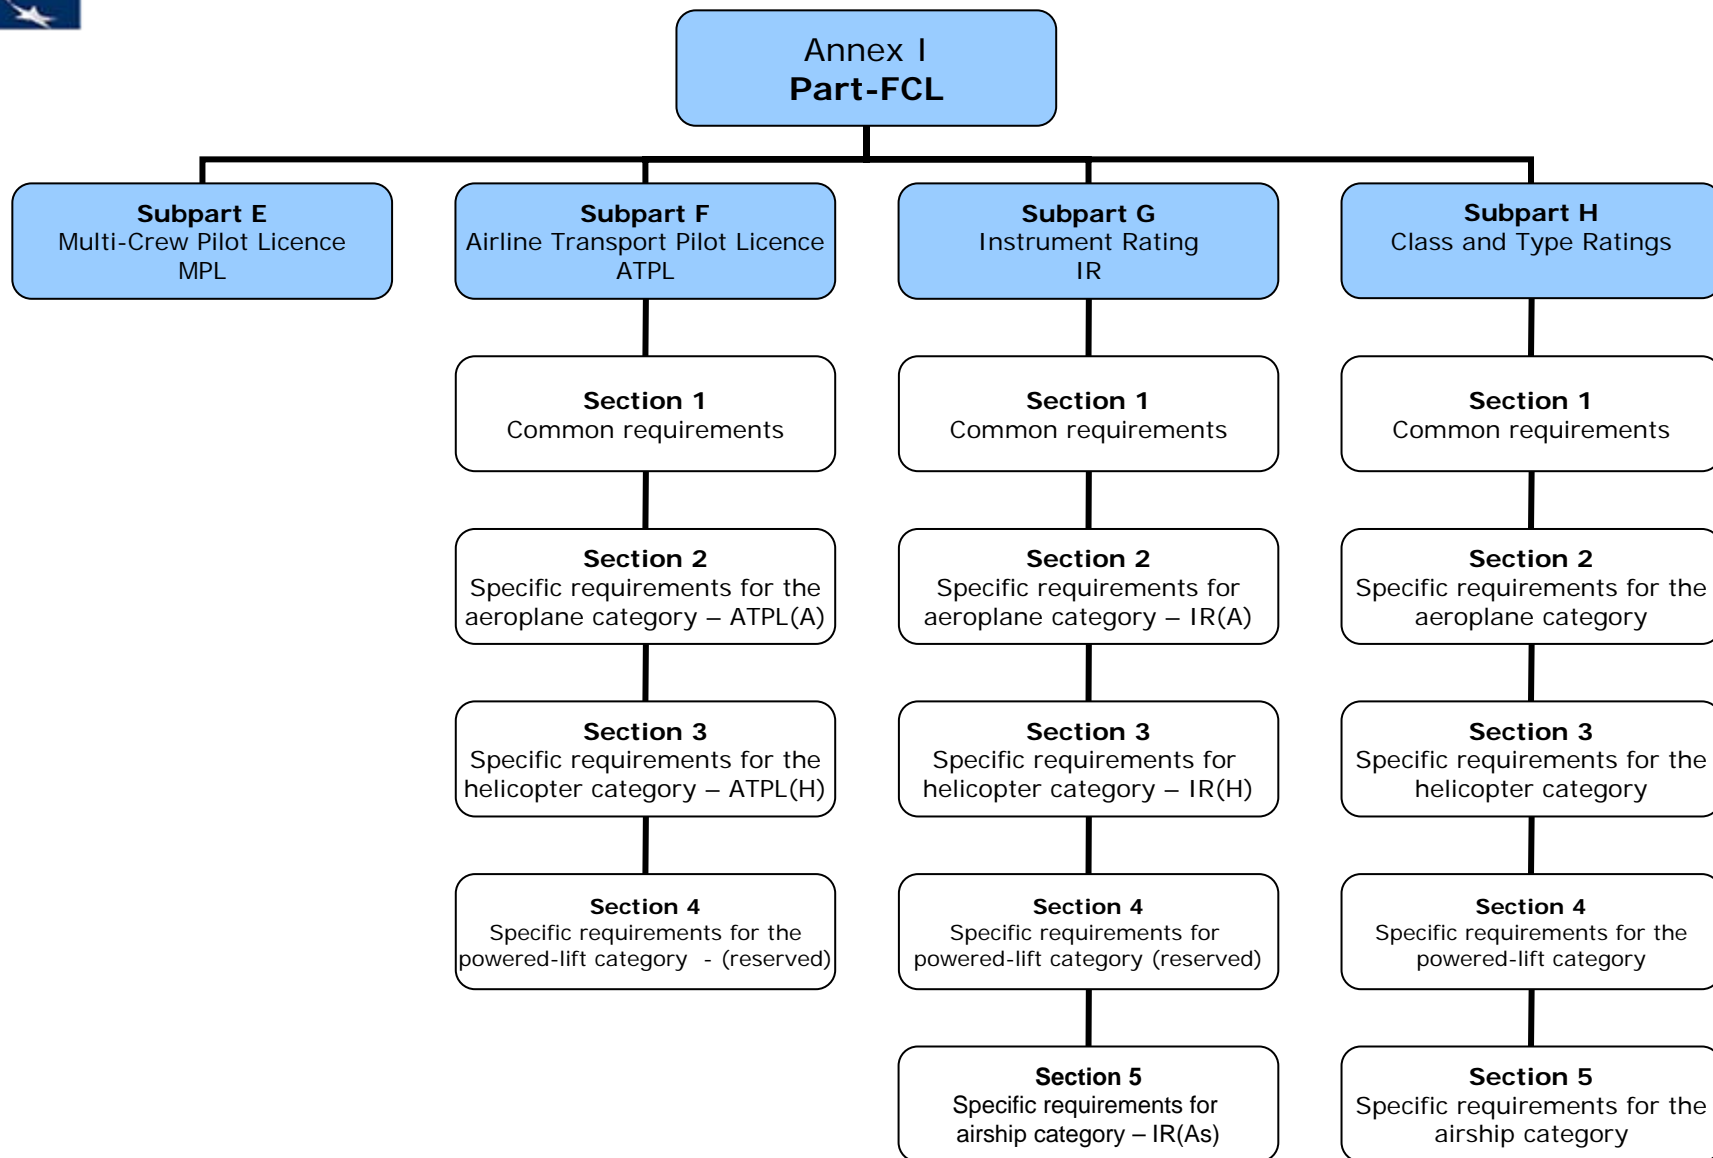 Annex I
Part-FCL
Subpart E
Multi-Crew Pilot Licence
MPL
Subpart F
Airline Transport Pilot Licence
ATPL
Subpart G
Instrument Rating
IR
Subpart H
Class and Type Ratings
Section 1
Common requirements
Section 1
Common requirements
Section 1
Common requirements
Section 2
Specific requirements for the
aeroplane category – ATPL(A)
Section 2
Specific requirements for
aeroplane category – IR(A)
Section 2
Specific requirements for the
aeroplane category
Section 3
Specific requirements for the
helicopter category – ATPL(H)
Section 3
Specific requirements for
helicopter category – IR(H)
Section 3
Specific requirements for the
helicopter category
Section 4
Specific requirements for the
powered-lift category - (reserved)
Section 4
Specific requirements for
powered-lift category (reserved)
Section 4
Specific requirements for the
powered-lift category
Section 5
Specific requirements for
airship category – IR(As)
Section 5
Specific requirements for the
airship category